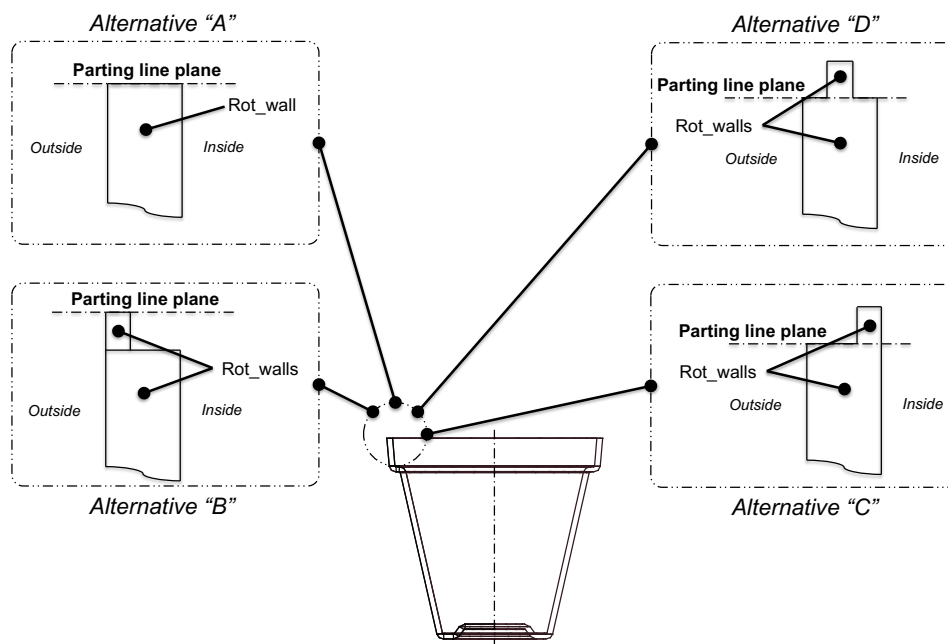 Alternative “A”
Parting line plane
Rot_wall
Outside
Inside
Alternative “D”
Parting line plane
Rot_walls
Outside
Inside
Parting line plane
Rot_walls
Outside
Inside
Alternative “B”
Parting line plane
Rot_walls
Outside
Inside
Alternative “C”